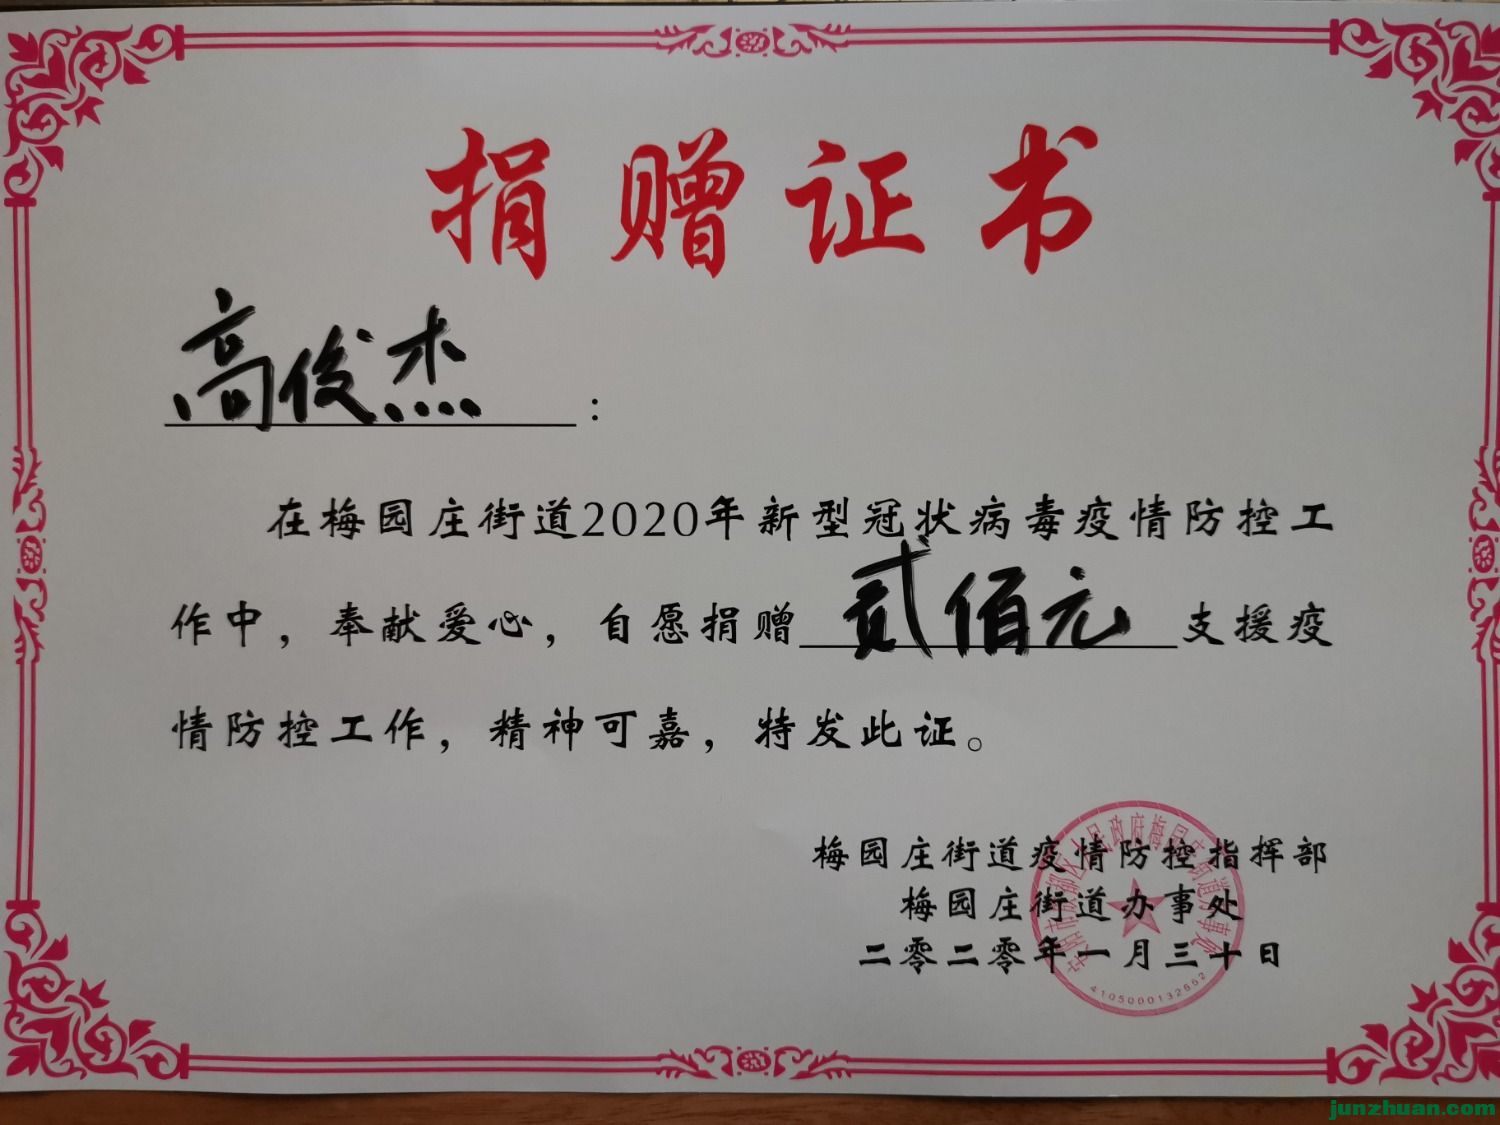 捐赠证书
高俊杰：
在梅园庄街道2020年新型冠状病毒疫情防控工
作中，奉献爱心，自愿捐赠贰佰元支援疫
情防控工作，精神可嘉，特发此证。
梅园庄街道疫情防控指挥部
梅园庄街道办事处
二零二零年一月三十日
4105000132662
junzhuan.com